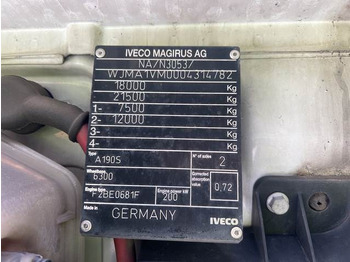 IVECO MAGIRUS AG
NA/N3053/
WJMA1VM0004314782
18000 Kg
21500 Kg
1- 7500 Kg
2- 12000 Kg
3- Kg
4- Kg
Type A190S N° of axles 2
Wheelbase 6300 Corrected absorption value 0,72
Engine type F2BE0681F Engine power kW 200
Made in GERMANY IVECO